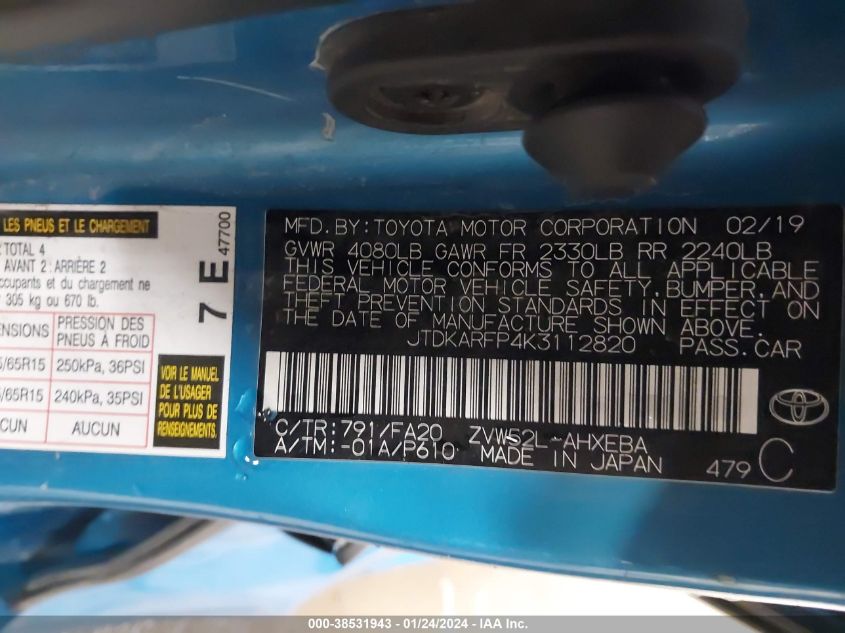 LES PNEUS ET LE CHARGEMENT
TOTAL 4
AVANT 2 : ARRIÈRE 2
occupants et du chargement ne
305 kg ou 670 lb.
PRESSION DES
PNEUS À FROID
/65R15 250kPa, 36PSI
/65R15 240kPa, 35PSI
AUCUN
7 E
47700
VOIR LE MANUEL
DE L'USAGER
POUR PLUS DE
RENSEIGNEMENTS
MFD.BY:TOYOTA MOTOR CORPORATION 02/19
GVWR 4080LB GAWR FR 2330LB RR 2240LB
THIS VEHICLE CONFORMS TO ALL APPLICABLE
FEDERAL MOTOR VEHICLE SAFETY, BUMPER, AND
THEFT PREVENTION STANDARDS IN EFFECT ON
THE DATE OF MANUFACTURE SHOWN ABOVE.
JTDKARFP4K3112820 PASS.CAR
C/TR:791/FA20 ZVW52L-AHXEBA
A/TM:-01A/P610 MADE IN JAPAN 479 C
000-38531943 - 01/24/2024 - IAA Inc.